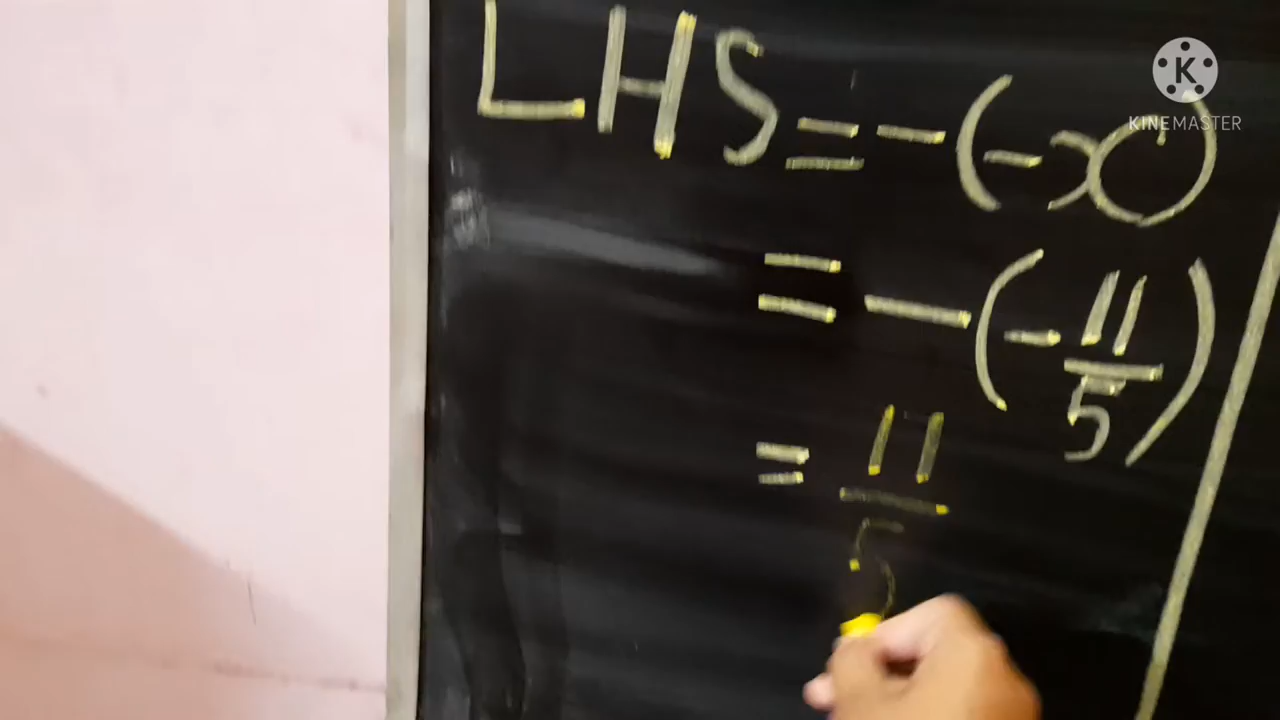 LHS = -(-x)
= -(-11/5)
= 11/5
K
KINEMASTER